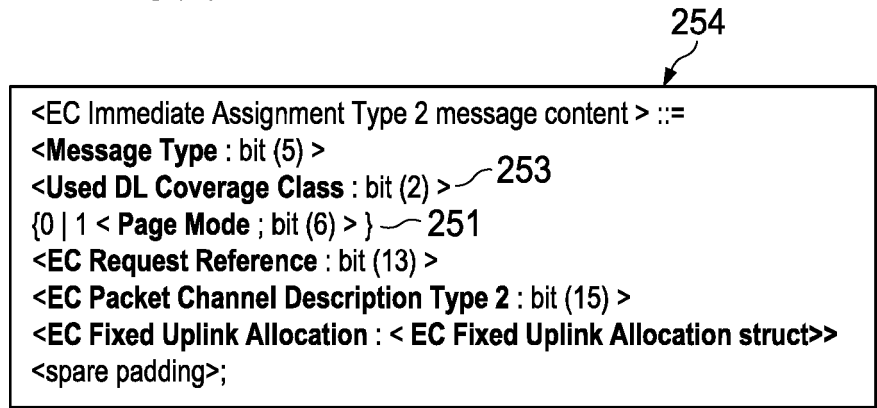 254
<EC Immediate Assignment Type 2 message content > ::=
<Message Type : bit (5) >
<Used DL Coverage Class : bit (2) > 253
{0 | 1 < Page Mode ; bit (6) > } 251
<EC Request Reference : bit (13) >
<EC Packet Channel Description Type 2 : bit (15) >
<EC Fixed Uplink Allocation : < EC Fixed Uplink Allocation struct>>
<spare padding>;